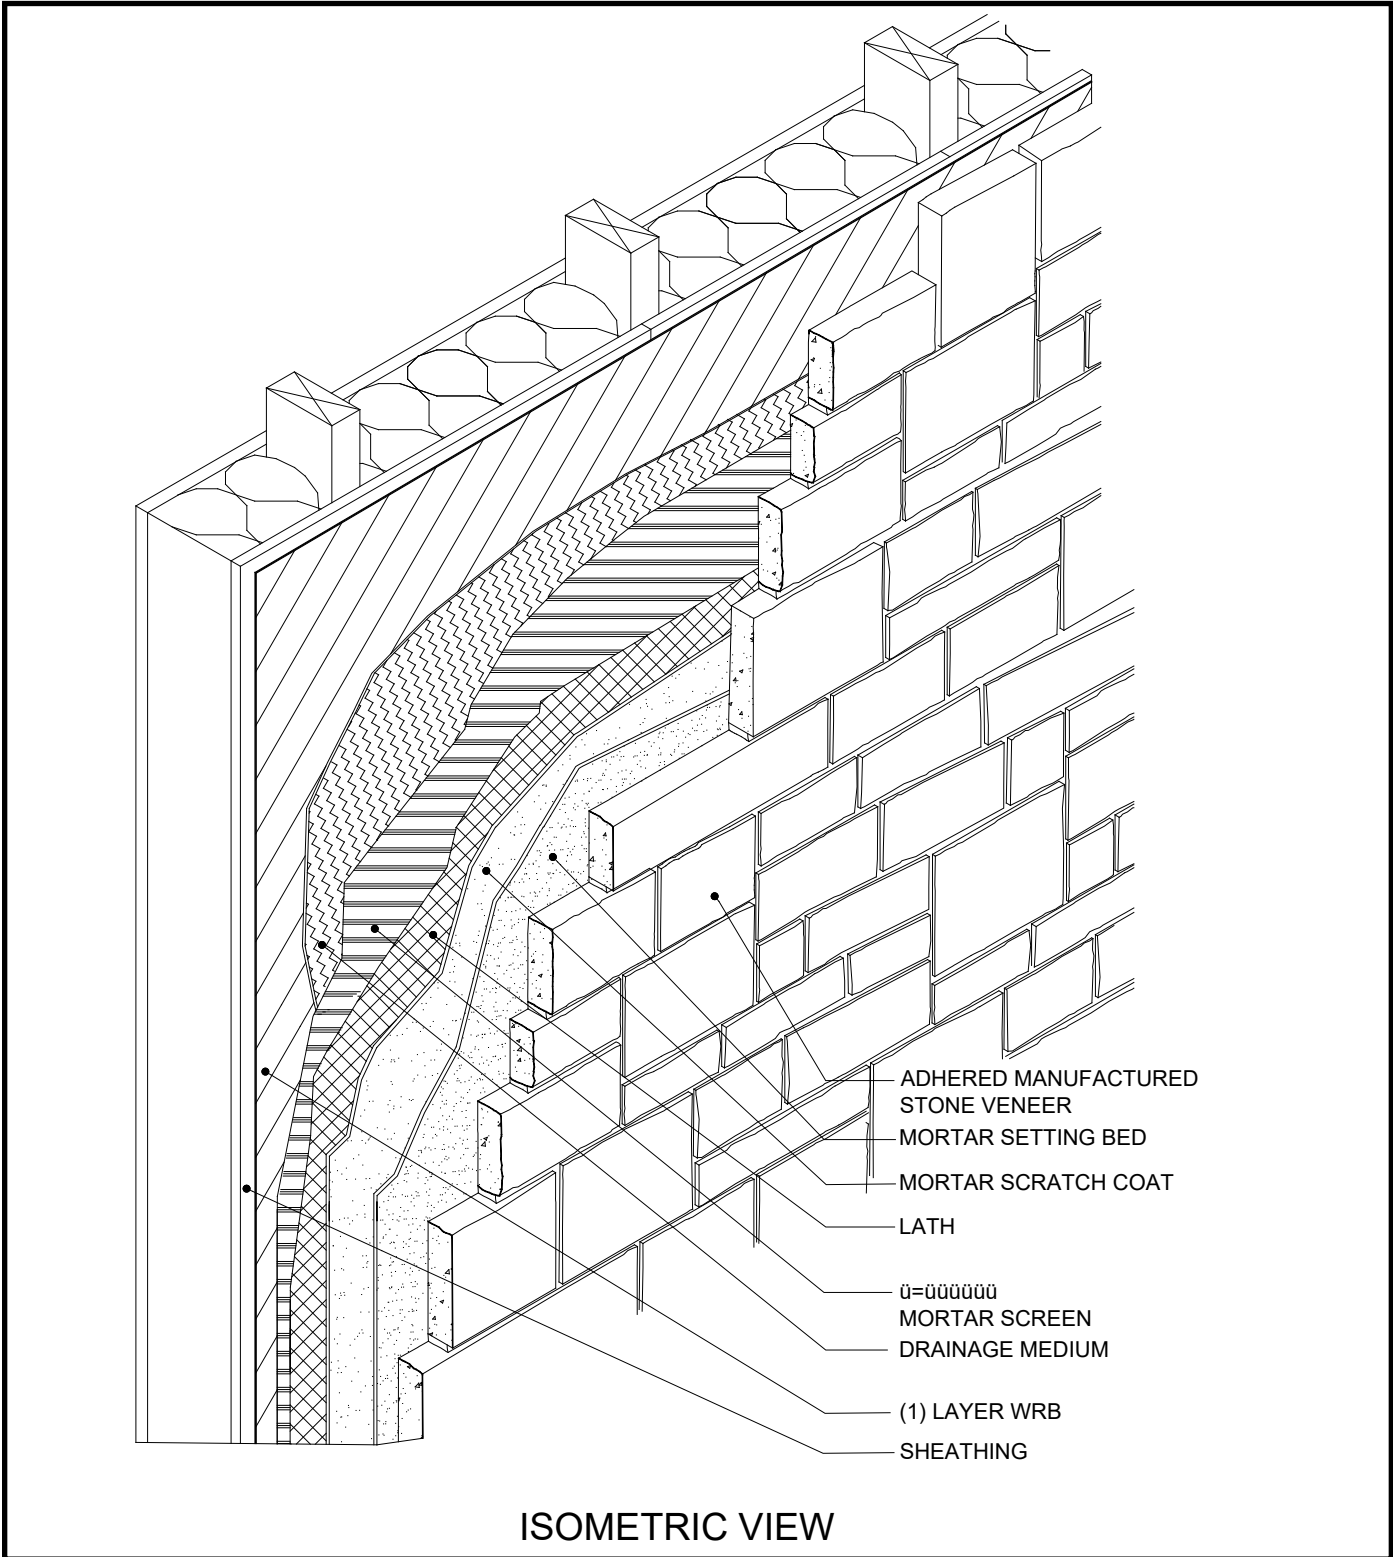 ADHERED MANUFACTURED
STONE VENEER
MORTAR SETTING BED
MORTAR SCRATCH COAT
LATH
ü=üüüüüü
MORTAR SCREEN
DRAINAGE MEDIUM
(1) LAYER WRB
SHEATHING
ISOMETRIC VIEW